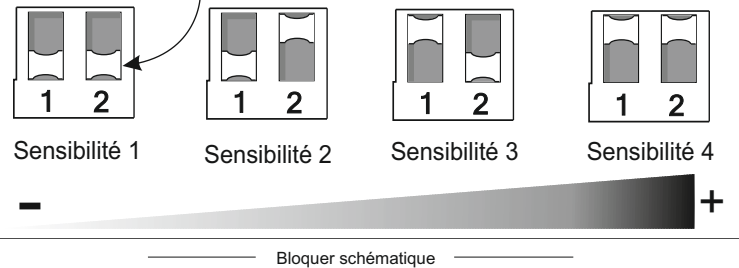 1 2 1 2 1 2 1 2
Sensibilité 1 Sensibilité 2 Sensibilité 3 Sensibilité 4
- +
Bloquer schématique